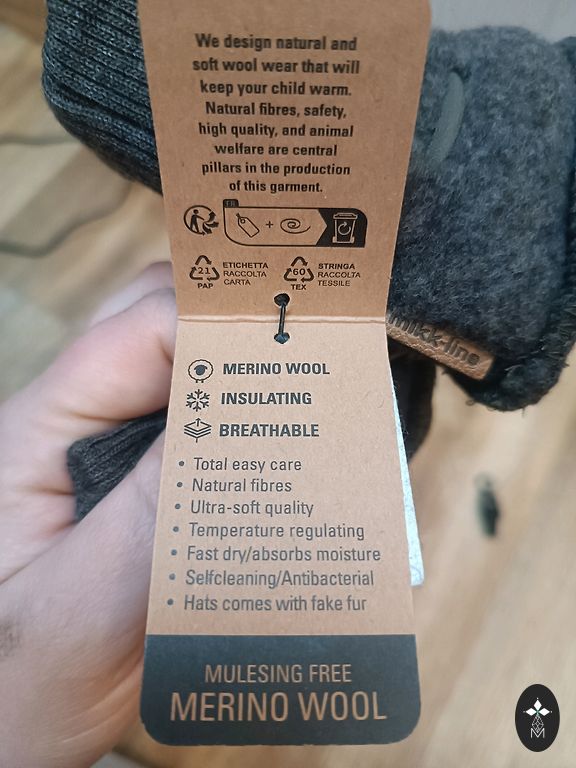 We design natural and
soft wool wear that will
keep your child warm.
Natural fibres, safety,
high quality, and animal
welfare are central
pillars in the production
of this garment.
FR
+
21
PAP
ETICHETTA
RACCOLTA
CARTA
60
TEX
STRINGA
RACCOLTA
TESSILE
mikk-line
MERINO WOOL
INSULATING
BREATHABLE
• Total easy care
• Natural fibres
• Ultra-soft quality
• Temperature regulating
• Fast dry/absorbs moisture
• Selfcleaning/Antibacterial
• Hats comes with fake fur
MULESING FREE
MERINO WOOL
M